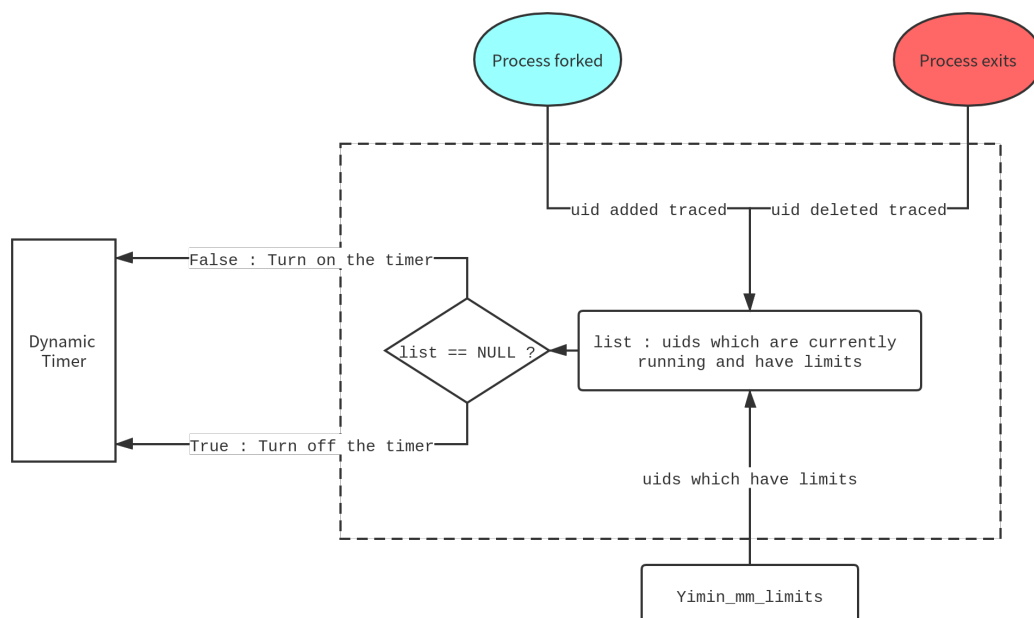 Process forked
Process exits
uid added traced
uid deleted traced
False : Turn on the timer
Dynamic
Timer
list == NULL ?
list : uids which are currently
running and have limits
True : Turn off the timer
uids which have limits
Yimin_mm_limits